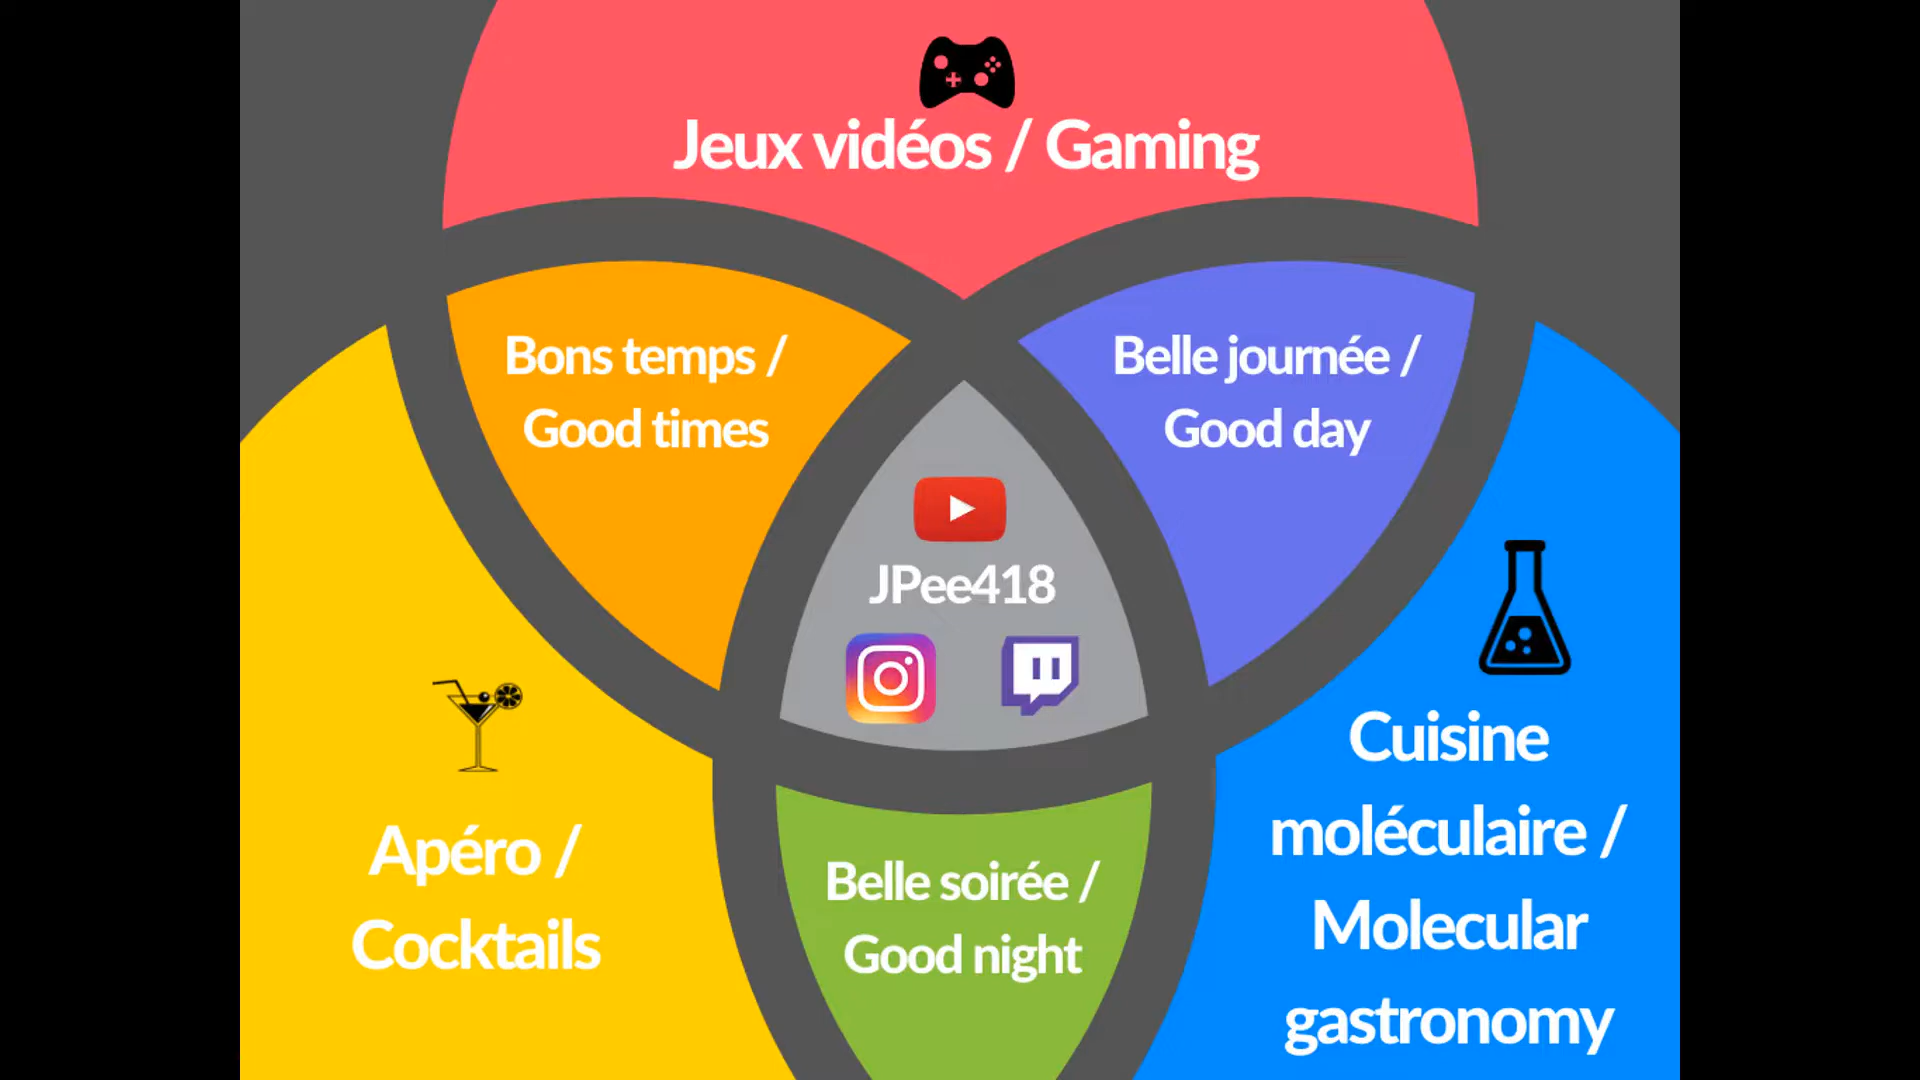 Jeux vidéos / Gaming
Bons temps /
Good times
Belle journée /
Good day
JPee418
Apéro /
Cocktails
Belle soirée /
Good night
Cuisine
moléculaire /
Molecular
gastronomy